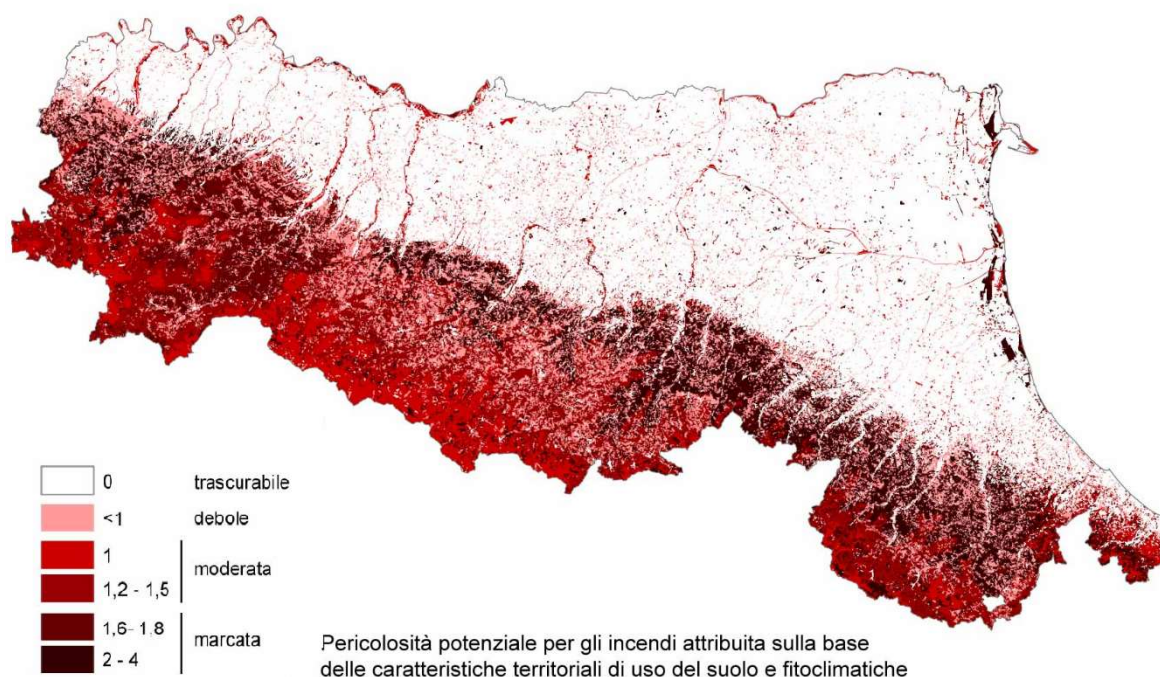 0 trascurabile
<1 debole
1
moderata
1,2 - 1,5
1,6- 1,8
marcata
2 - 4
Pericolosità potenziale per gli incendi attribuita sulla base
delle caratteristiche territoriali di uso del suolo e fitoclimatiche